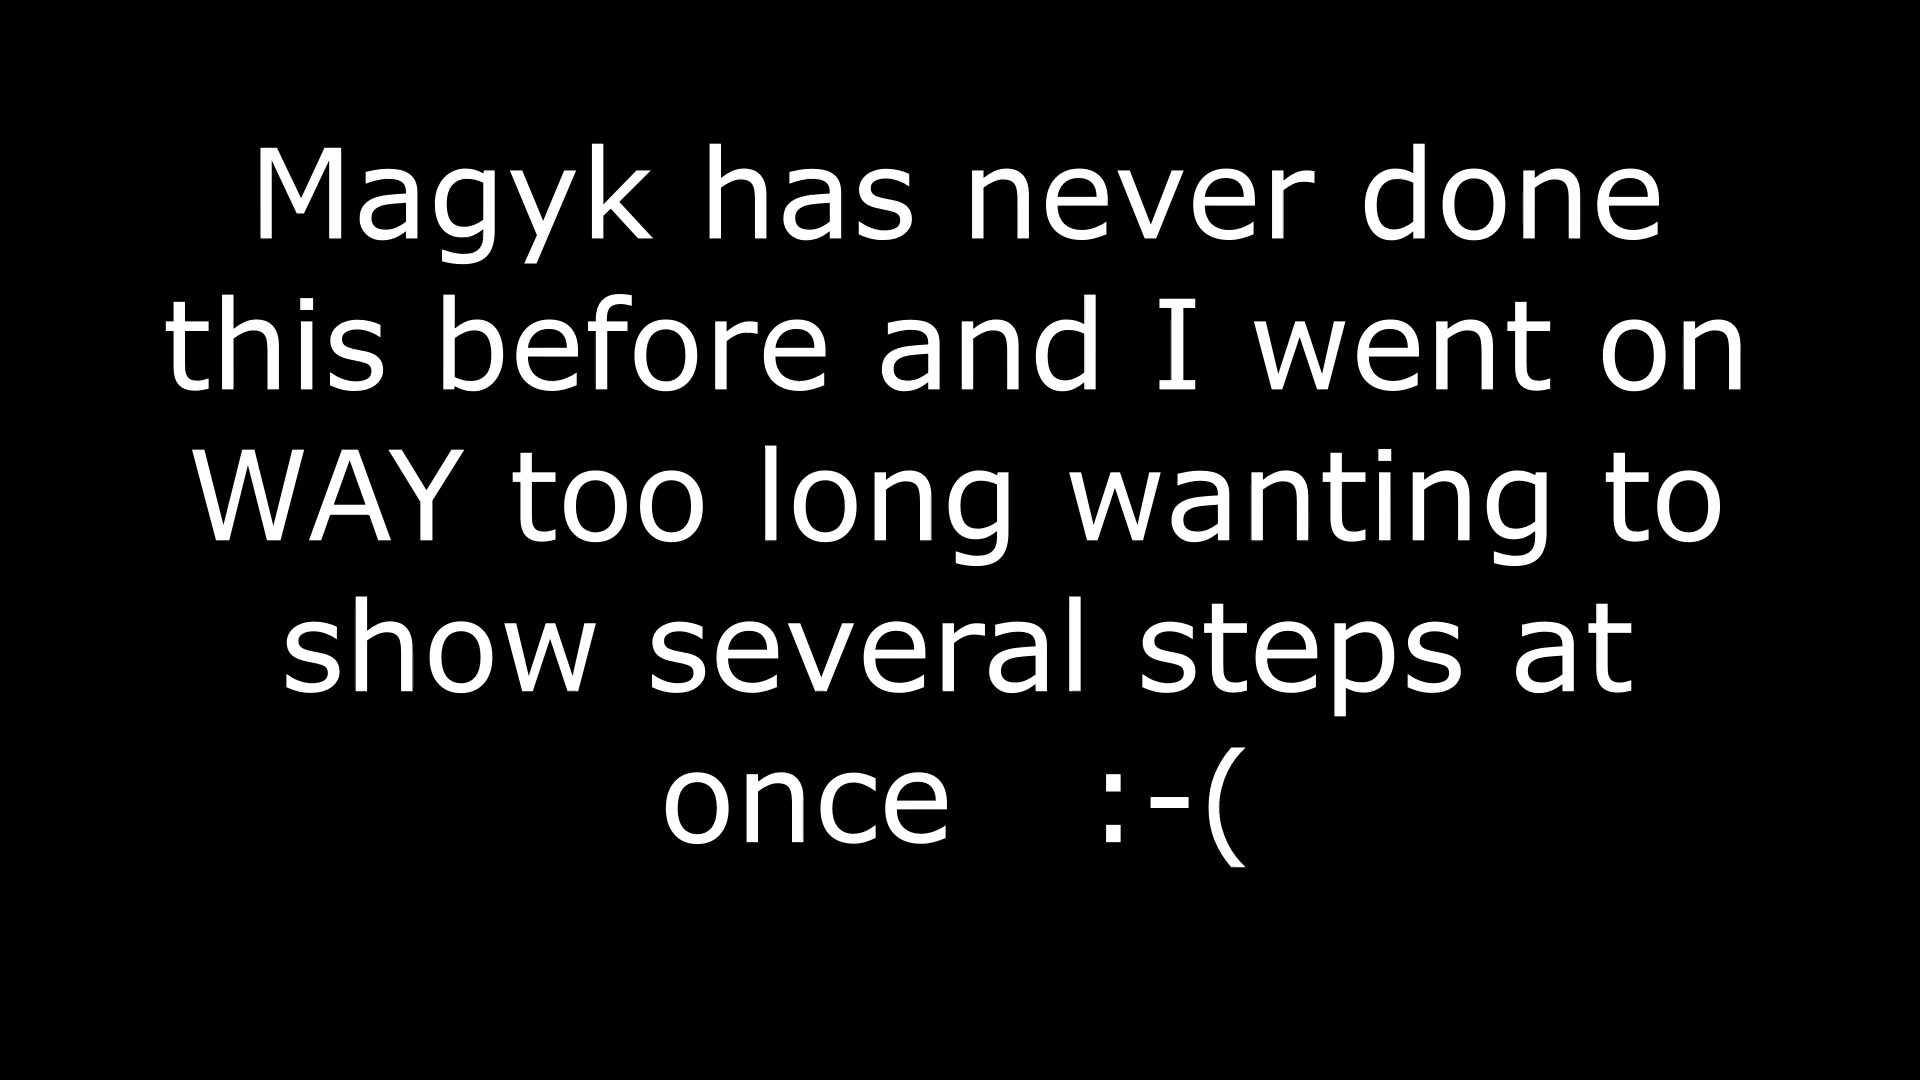 Magyk has never done
this before and I went on
WAY too long wanting to
show several steps at
once   :-(